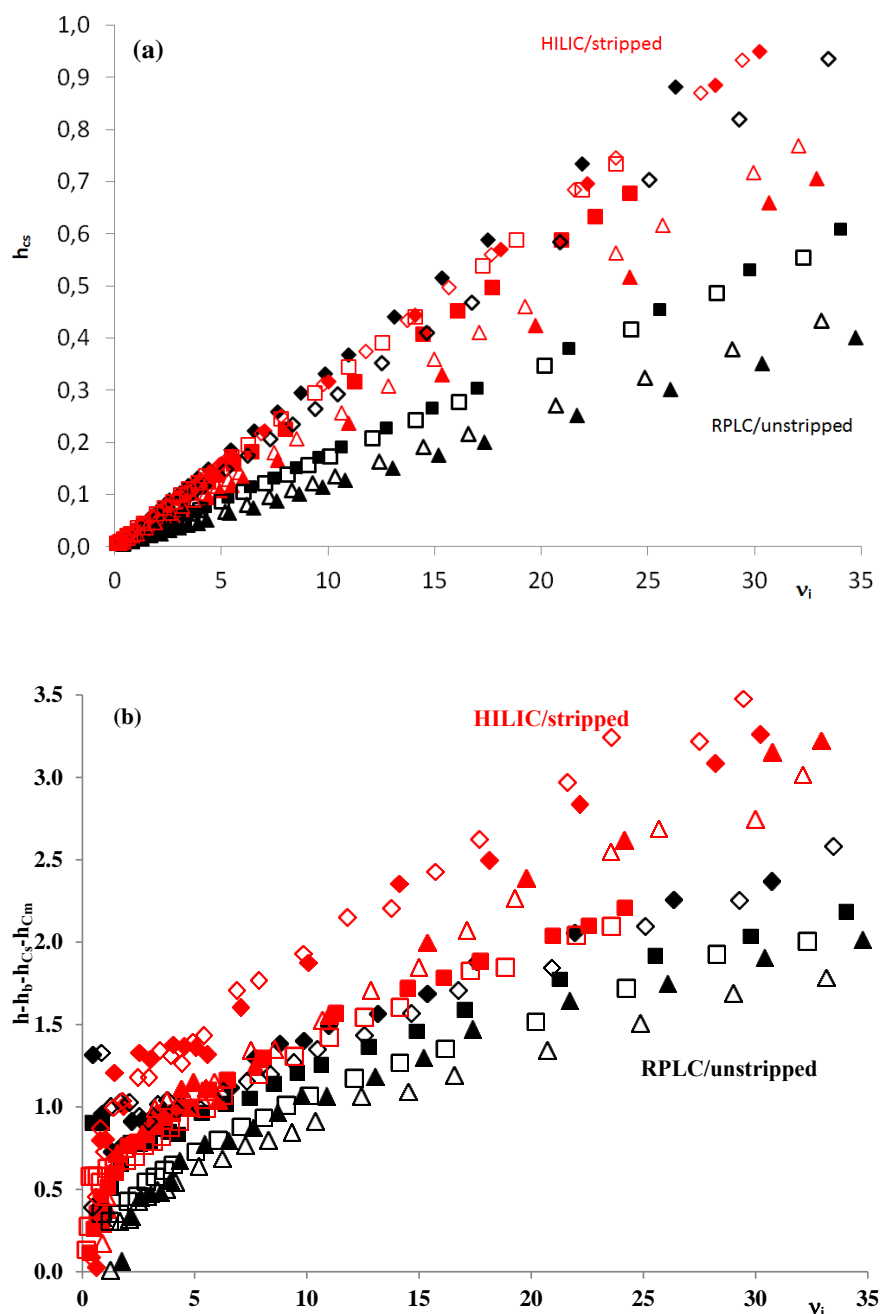 (a)
HILIC/stripped
1,0
0,9
0,8
0,7
0,6
0,5
0,4
0,3
0,2
0,1
0,0
hcs
RPLC/unstripped
0 5 10 15 20 25 30 35
νi
(b)
HILIC/stripped
3.5
3.0
2.5
2.0
1.5
1.0
0.5
0.0
h-hb-hCs-hCm
RPLC/unstripped
0 5 10 15 20 25 30 35
νi